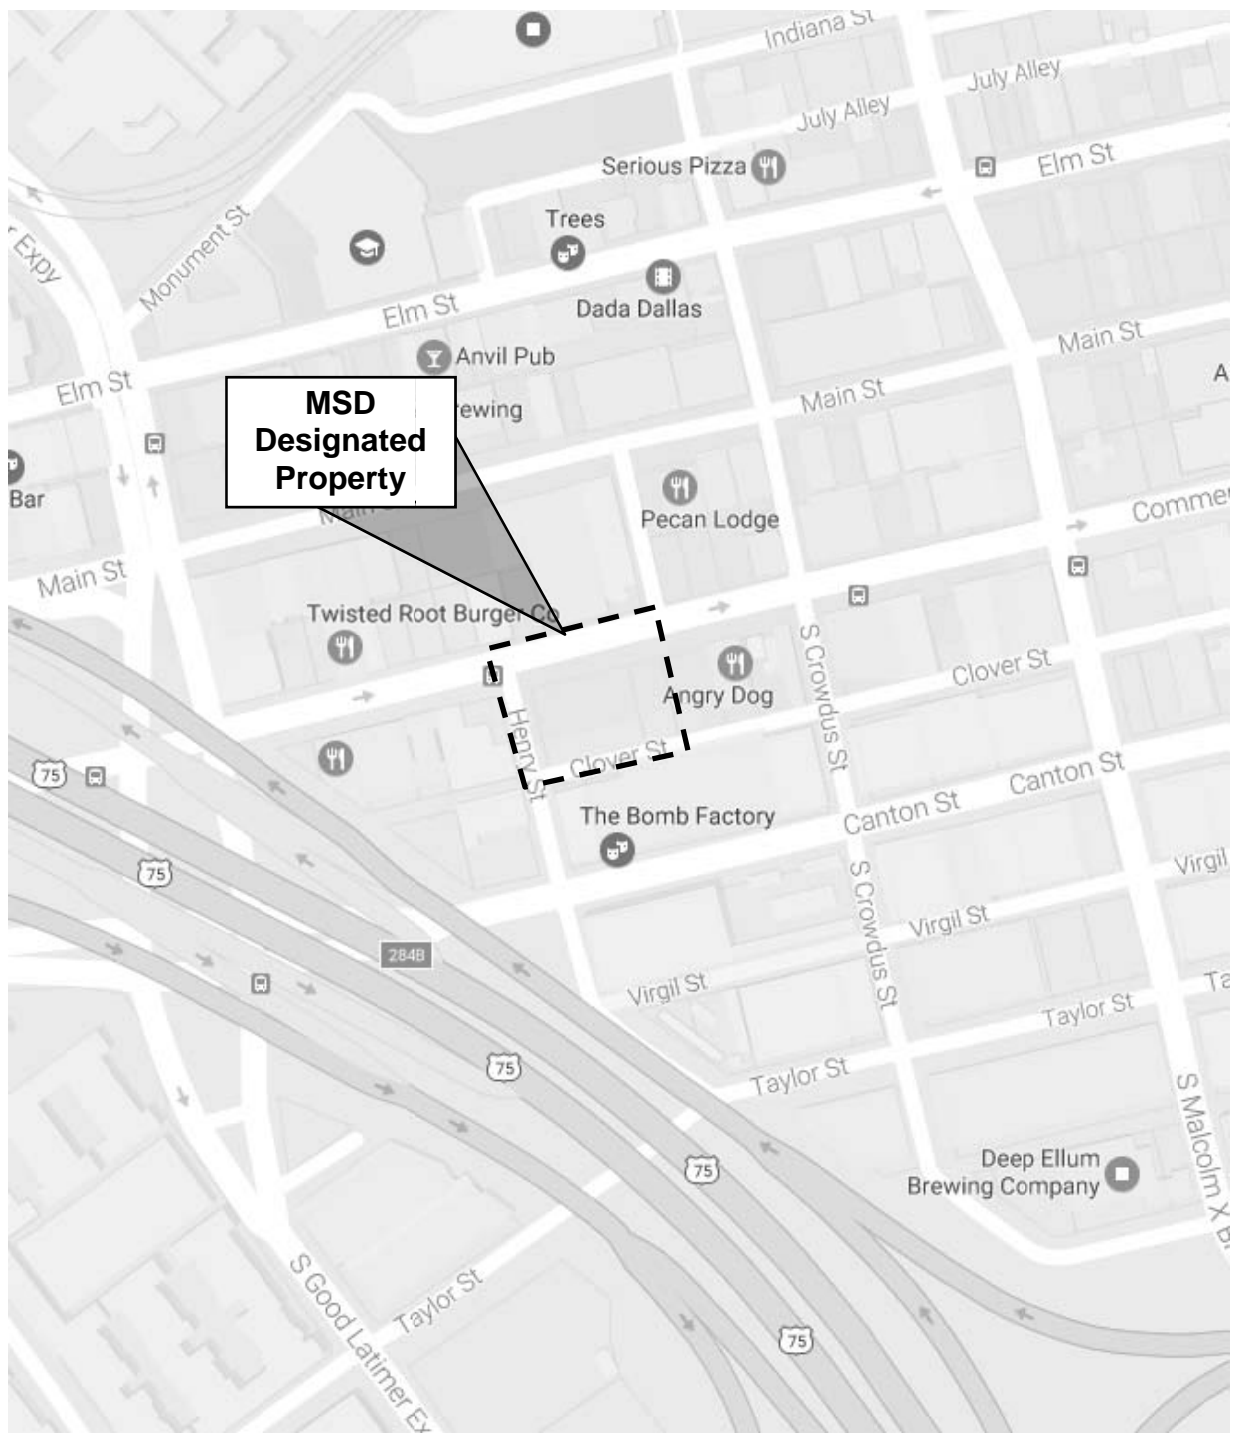 Indiana St
July Alley
July Alley
Serious Pizza
Elm St
Monument St
Trees
r Expy
Dada Dallas
Elm St
Main St
Anvil Pub
Elm St
A
Main St
MSD
Designated
Property
rewing
Bar
Pecan Lodge
Commer
Main St
Main St
Twisted Root Burger Co
S Crowdus St
Clover St
Angry Dog
Henry St
Clover St
75
Canton St
Canton St
The Bomb Factory
75
Virgil
S Crowdus St
Virgil St
284B
Virgil St
Ta
Taylor St
75
Taylor St
S Malcolm X Bl
Deep Ellum
Brewing Company
75
S Good Latimer Ex
Taylor St
75